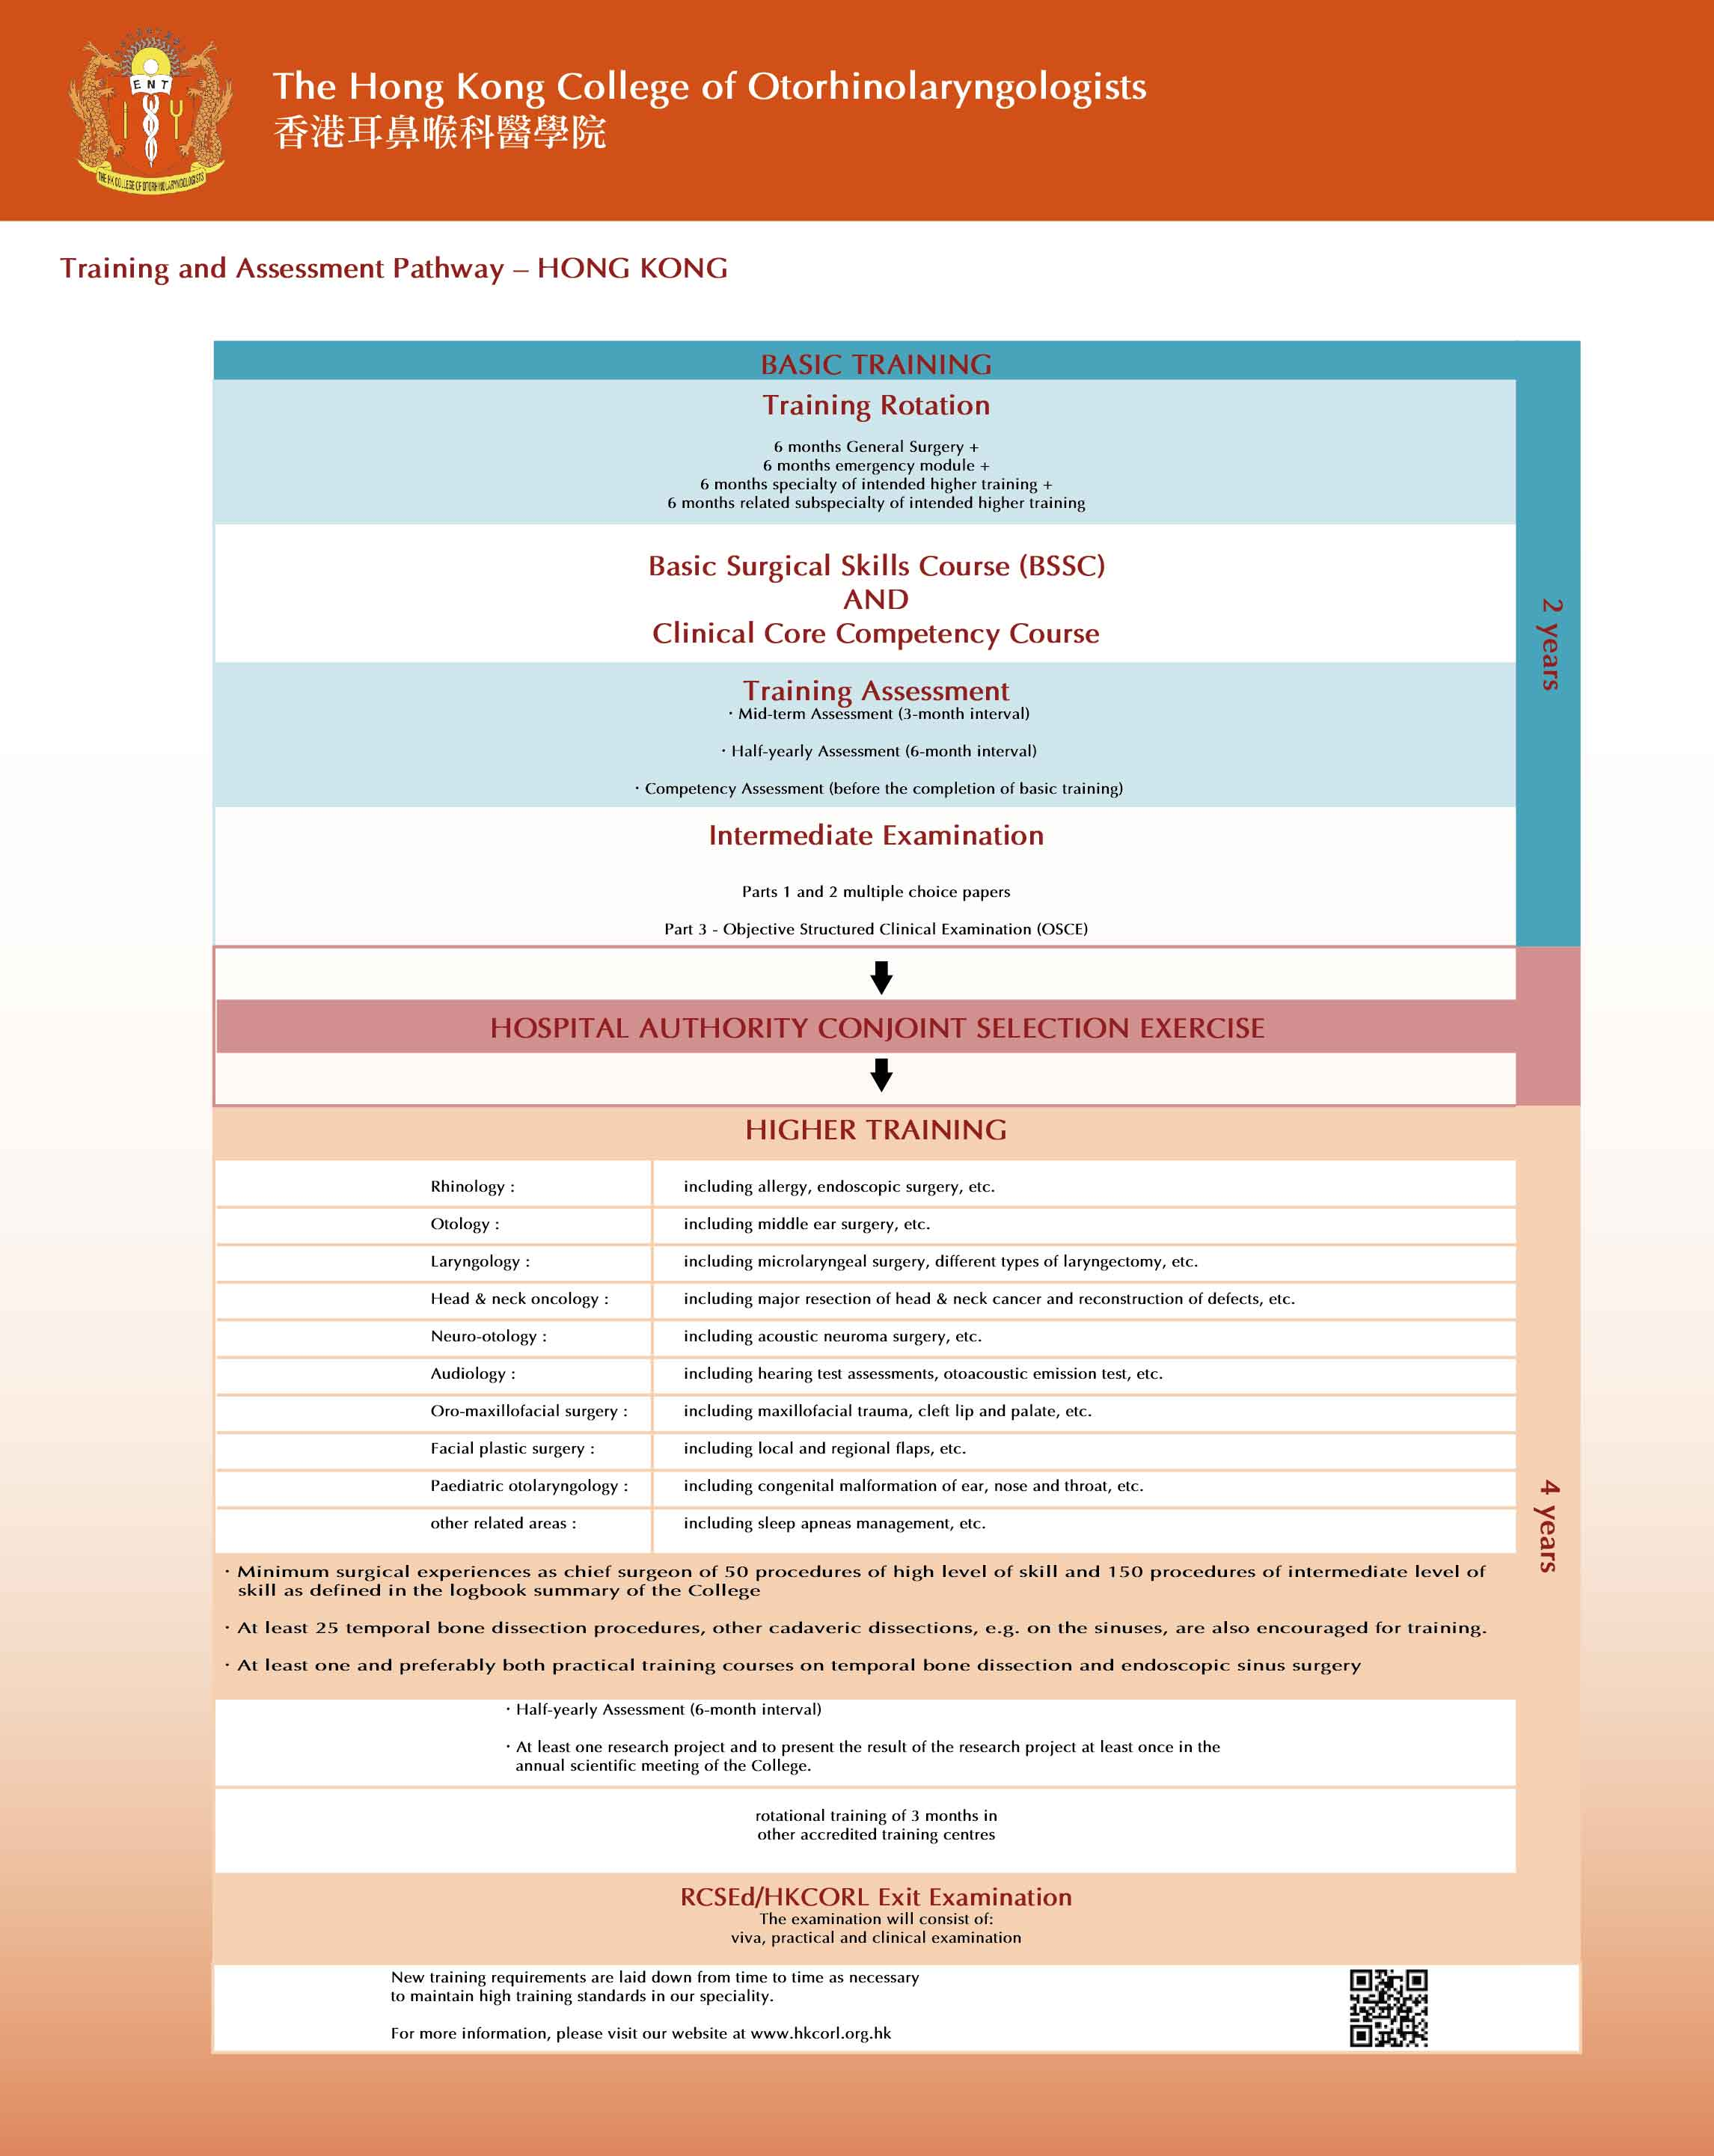 E N T
THE HK COLLEGE OF OTORHINOLARYNGOLOGISTS
The Hong Kong College of Otorhinolaryngologists
香港耳鼻喉科醫學院
Training and Assessment Pathway – HONG KONG
BASIC TRAINING
Training Rotation
6 months General Surgery +
6 months emergency module +
6 months specialty of intended higher training +
6 months related subspecialty of intended higher training
Basic Surgical Skills Course (BSSC)
AND
Clinical Core Competency Course
2 years
Training Assessment
· Mid-term Assessment (3-month interval)
· Half-yearly Assessment (6-month interval)
· Competency Assessment (before the completion of basic training)
Intermediate Examination
Parts 1 and 2 multiple choice papers
Part 3 - Objective Structured Clinical Examination (OSCE)
HOSPITAL AUTHORITY CONJOINT SELECTION EXERCISE
HIGHER TRAINING
Rhinology : including allergy, endoscopic surgery, etc.
Otology : including middle ear surgery, etc.
Laryngology : including microlaryngeal surgery, different types of laryngectomy, etc.
Head & neck oncology : including major resection of head & neck cancer and reconstruction of defects, etc.
Neuro-otology : including acoustic neuroma surgery, etc.
Audiology : including hearing test assessments, otoacoustic emission test, etc.
Oro-maxillofacial surgery : including maxillofacial trauma, cleft lip and palate, etc.
Facial plastic surgery : including local and regional flaps, etc.
Paediatric otolaryngology : including congenital malformation of ear, nose and throat, etc.
other related areas : including sleep apneas management, etc.
4 years
· Minimum surgical experiences as chief surgeon of 50 procedures of high level of skill and 150 procedures of intermediate level of
skill as defined in the logbook summary of the College
· At least 25 temporal bone dissection procedures, other cadaveric dissections, e.g. on the sinuses, are also encouraged for training.
· At least one and preferably both practical training courses on temporal bone dissection and endoscopic sinus surgery
· Half-yearly Assessment (6-month interval)
· At least one research project and to present the result of the research project at least once in the
annual scientific meeting of the College.
rotational training of 3 months in
other accredited training centres
RCSEd/HKCORL Exit Examination
The examination will consist of:
viva, practical and clinical examination
New training requirements are laid down from time to time as necessary
to maintain high training standards in our speciality.
For more information, please visit our website at www.hkcorl.org.hk